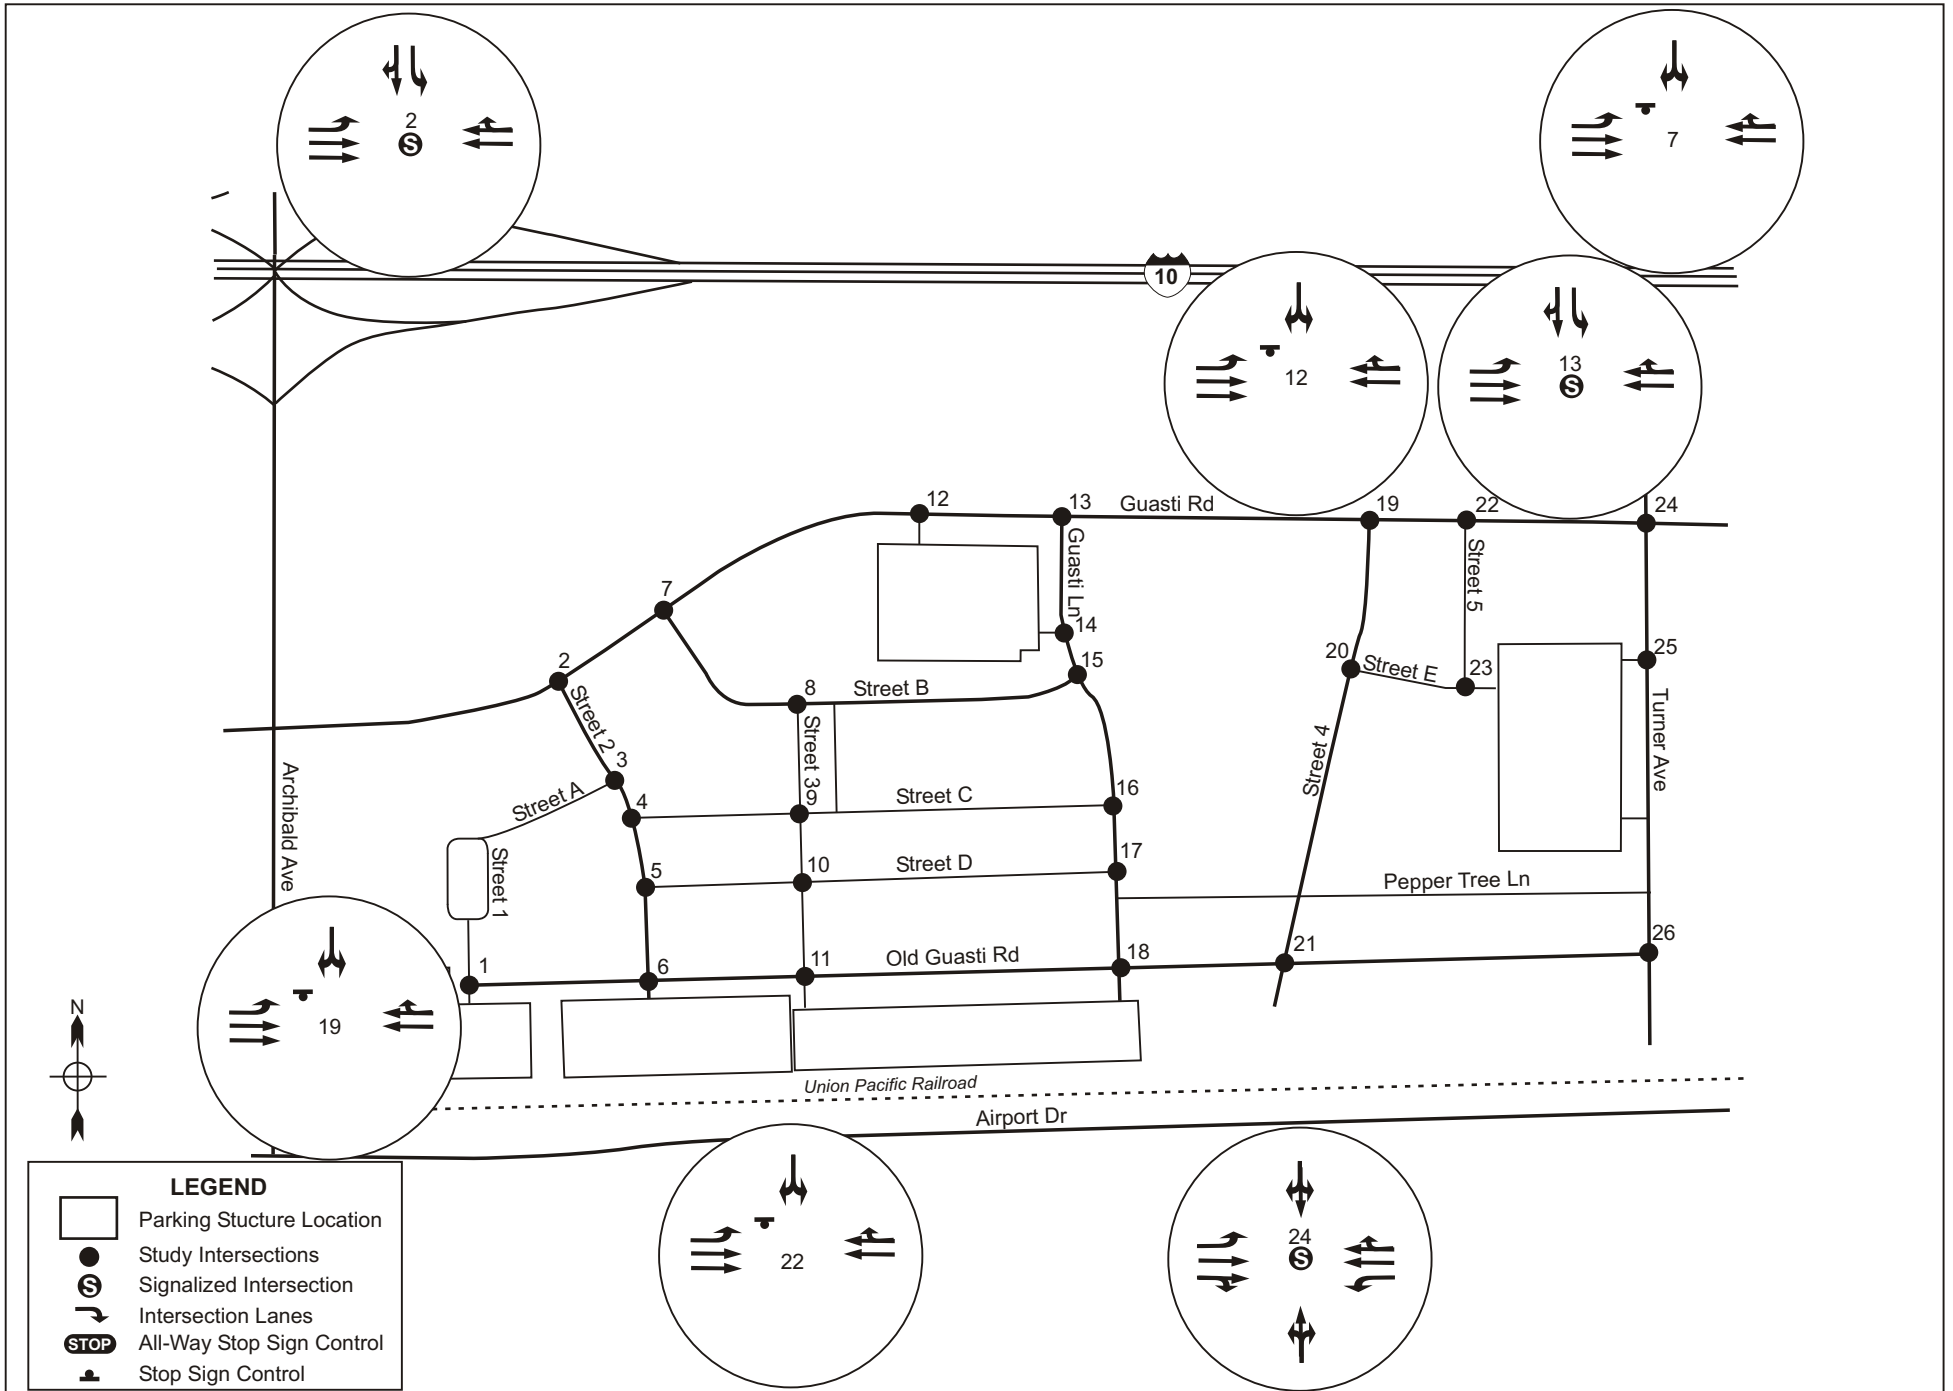 2
S
7
10
12
13
S
12
13
Guasti Rd
19
22
24
Guasti Ln
Street 5
7
14
2
15
20
Street E
23
25
8
Street B
Street 2
Street 3
Turner Ave
3
Street 4
Archibald Ave
Street A
4
9
Street C
16
5
10
Street D
17
Street 1
Pepper Tree Ln
1
6
11
Old Guasti Rd
18
21
26
N
19
Union Pacific Railroad
Airport Dr
22
24
S
LEGEND
Parking Stucture Location
Study Intersections
S Signalized Intersection
Intersection Lanes
STOP All-Way Stop Sign Control
Stop Sign Control